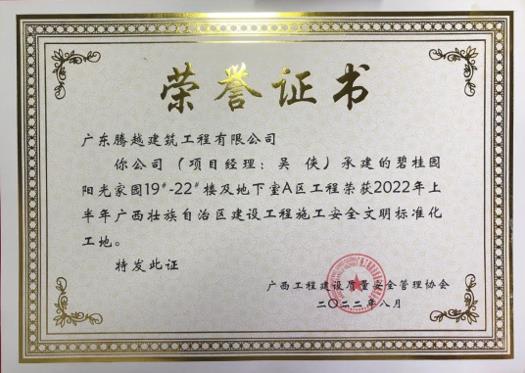 荣誉证书
广东腾越建筑工程有限公司
你公司（项目经理：吴 侠）承建的碧桂园
阳光家园19#-22#楼及地下室A区工程荣获2022年上
半年广西壮族自治区建设工程施工安全文明标准化
工地。
特发此证
广西工程建设质量安全管理协会
二〇二二年八月